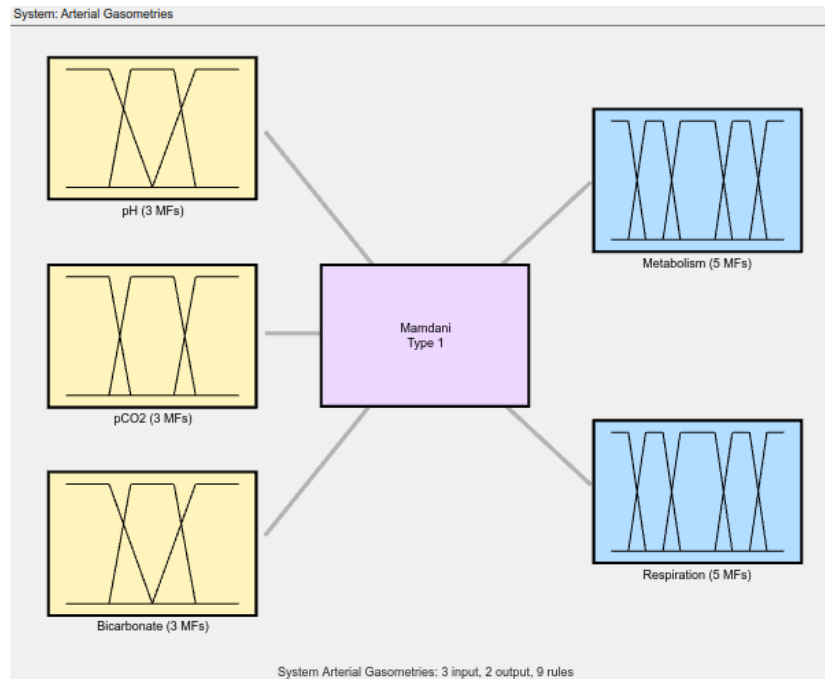 System: Arterial Gasometries
pH (3 MFs)
pCO2 (3 MFs)
Bicarbonate (3 MFs)
Mamdani
Type 1
Metabolism (5 MFs)
Respiration (5 MFs)
System Arterial Gasometries: 3 input, 2 output, 9 rules